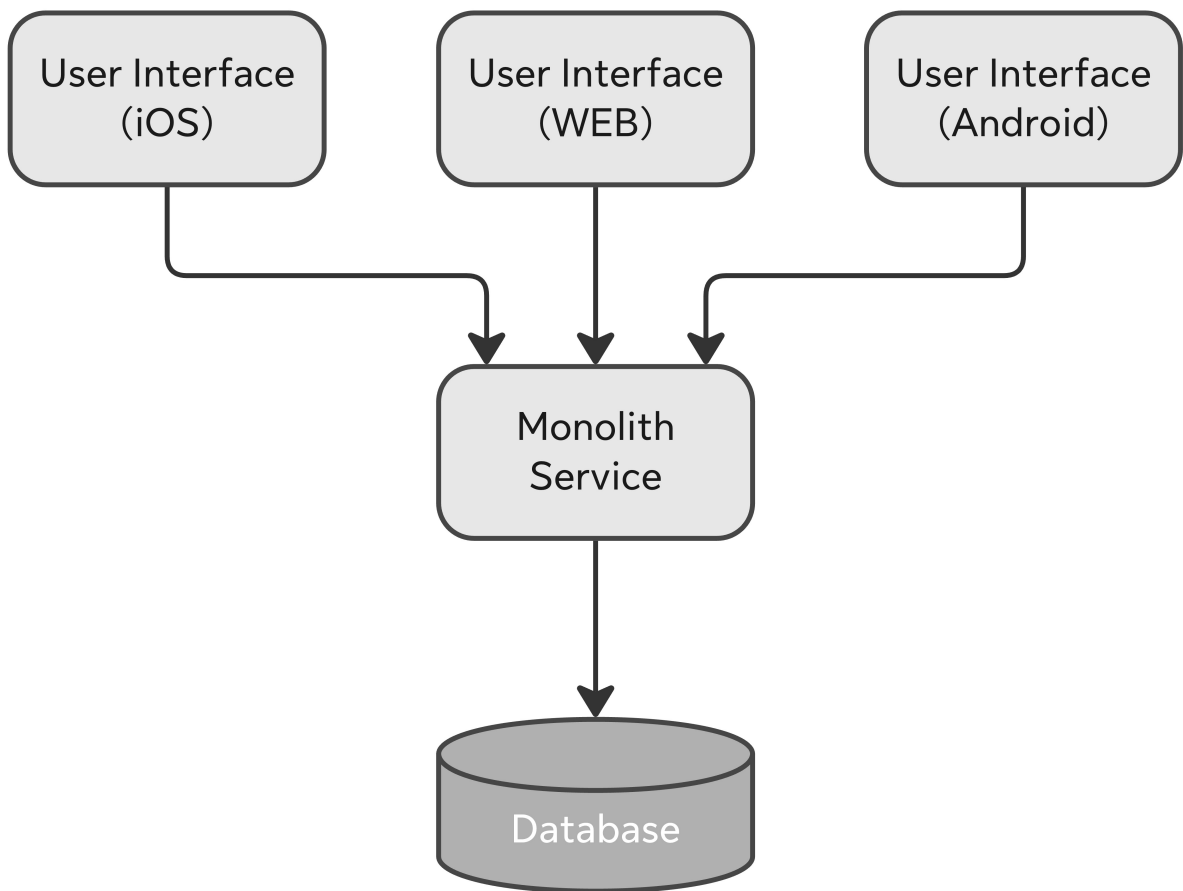 User Interface
(iOS)
User Interface
(WEB)
User Interface
(Android)
Monolith
Service
Database